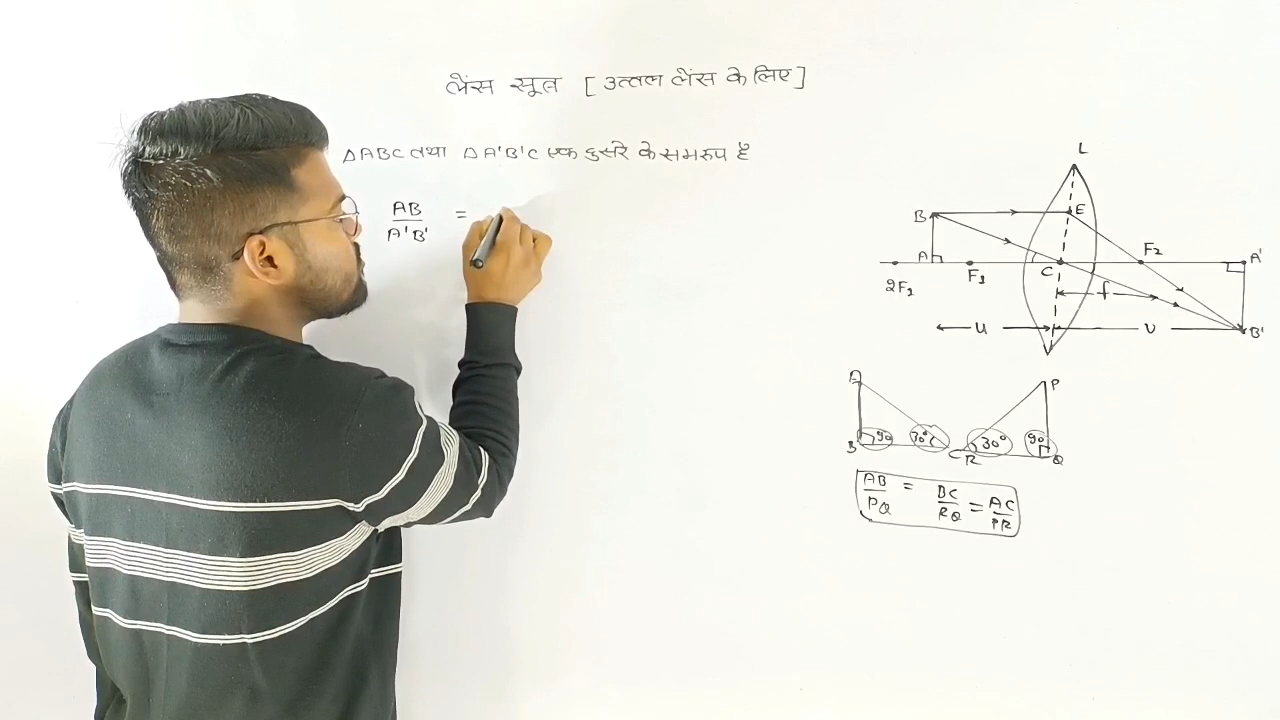 लेंस सूत्र [उत्तल लेंस के लिए]
ΔABC तथा ΔA'B'C एक दुसरे के समरूप हैं
AB
A'B'
=
L
B
E
A
F1
C
F2
A'
2F1
f
u
v
B'
A
P
B
90
30°
C
R
30°
90
Q
AB/PQ = BC/RQ = AC/PR